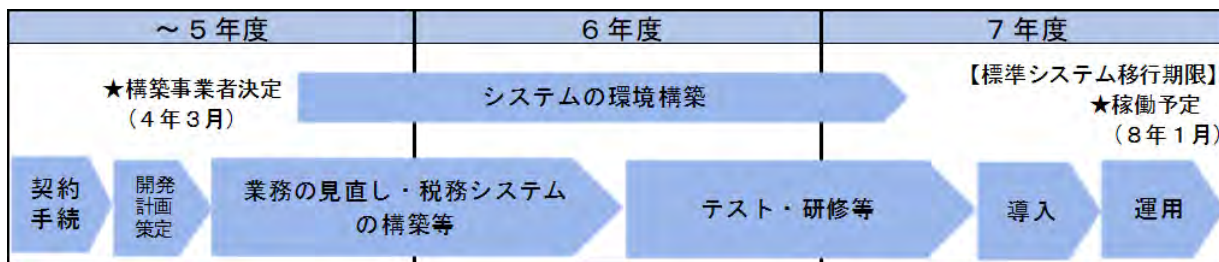 ～５年度
６年度
７年度
★構築事業者決定
（４年３月）
システムの環境構築
【標準システム移行期限】
★稼働予定
（８年１月）
契約
手続
開発
計画
策定
業務の見直し・税務システム
の構築等
テスト・研修等
導入
運用